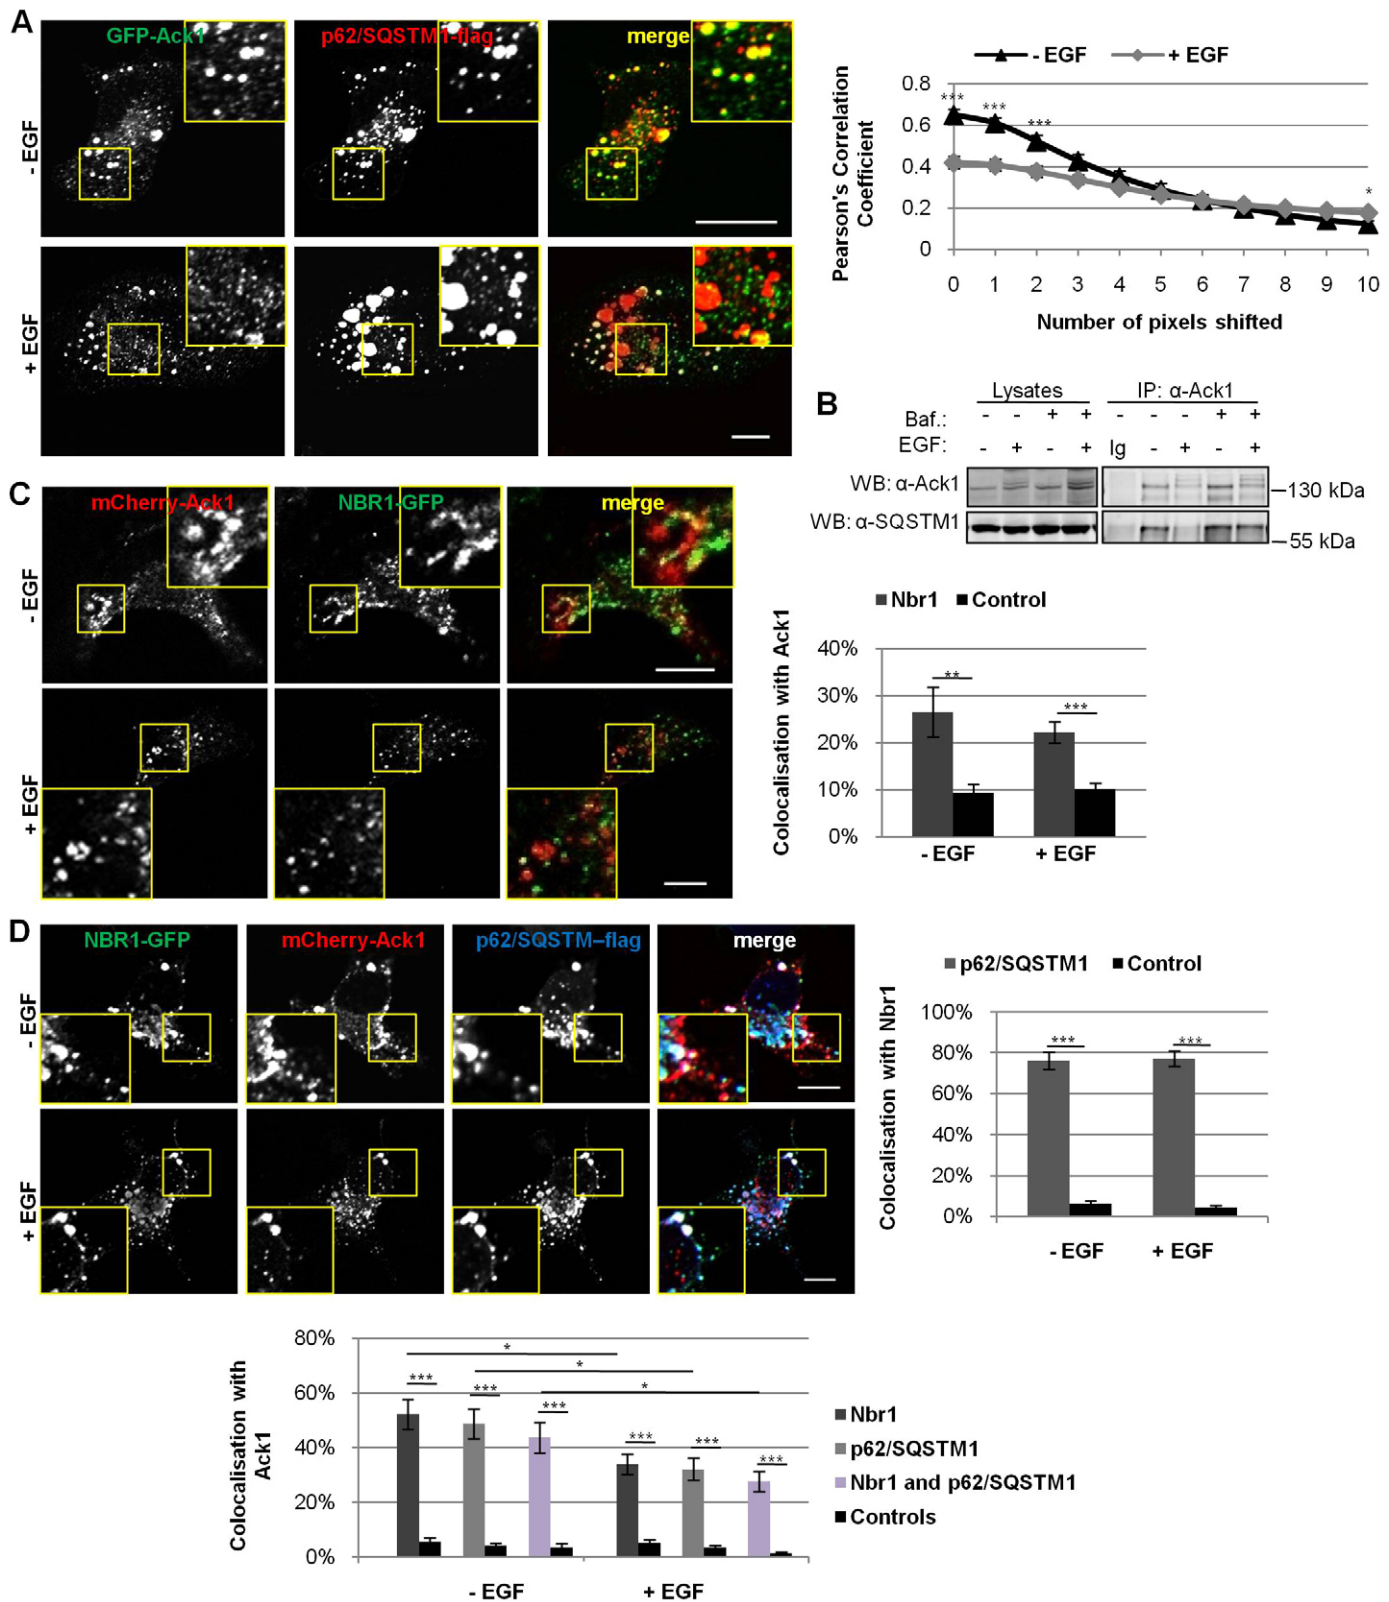 A
GFP-Ack1
p62/SQSTM1-flag
merge
- EGF
+ EGF
- EGF
+ EGF
Pearson's Correlation
Coefficient
0.8
0.6
0.4
0.2
0
***
***
***
*
0 1 2 3 4 5 6 7 8 9 10
Number of pixels shifted
B
Lysates
IP: α-Ack1
Baf.: - - + + - - - + +
EGF: - + - + Ig - + - +
WB: α-Ack1
130 kDa
WB: α-SQSTM1
55 kDa
C
mCherry-Ack1
NBR1-GFP
merge
- EGF
+ EGF
Nbr1
Control
Colocalisation with Ack1
40%
30%
20%
10%
0%
**
***
- EGF
+ EGF
D
NBR1-GFP
mCherry-Ack1
p62/SQSTM–flag
merge
- EGF
+ EGF
p62/SQSTM1
Control
Colocalisation with Nbr1
100%
80%
60%
40%
20%
0%
***
***
- EGF
+ EGF
Colocalisation with
Ack1
80%
60%
40%
20%
0%
*
*
*
***
***
***
***
***
***
- EGF
+ EGF
Nbr1
p62/SQSTM1
Nbr1 and p62/SQSTM1
Controls